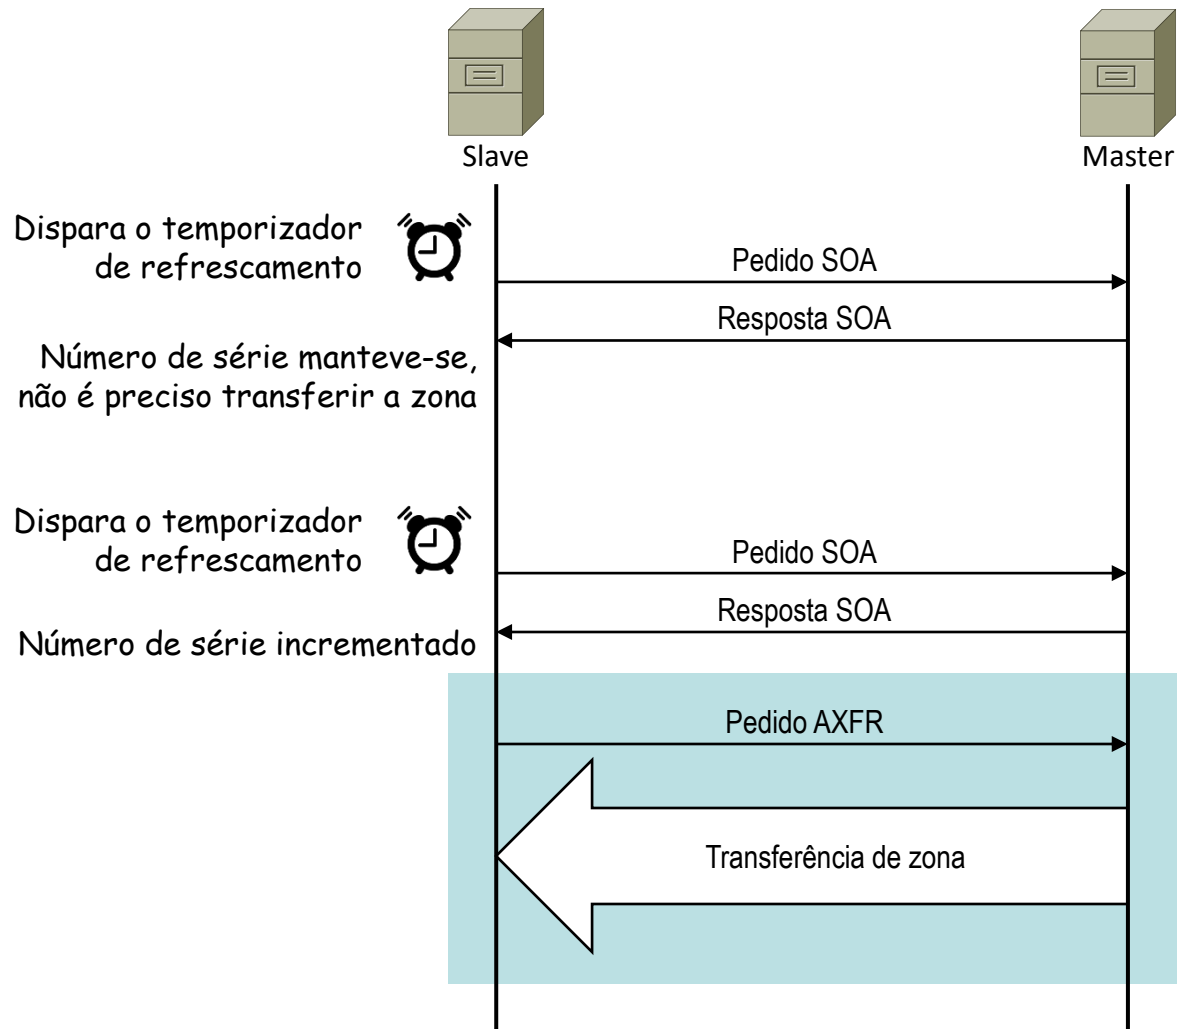 Slave
Master
Dispara o temporizador
de refrescamento
Pedido SOA
Resposta SOA
Número de série manteve-se,
não é preciso transferir a zona
Dispara o temporizador
de refrescamento
Pedido SOA
Resposta SOA
Número de série incrementado
Pedido AXFR
Transferência de zona